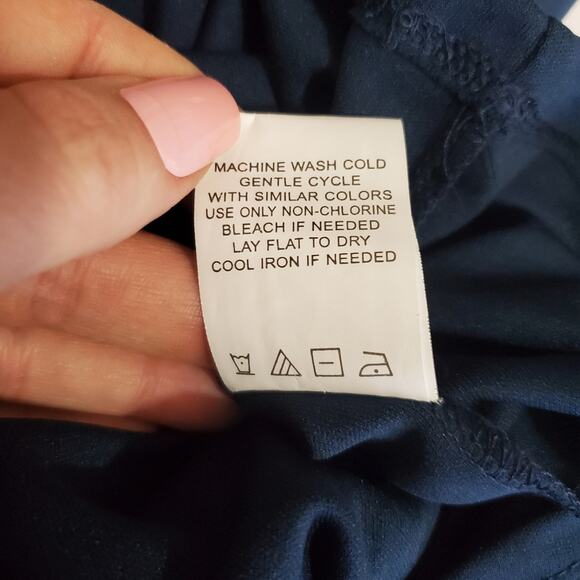 MACHINE WASH COLD
GENTLE CYCLE
WITH SIMILAR COLORS
USE ONLY NON-CHLORINE
BLEACH IF NEEDED
LAY FLAT TO DRY
COOL IRON IF NEEDED